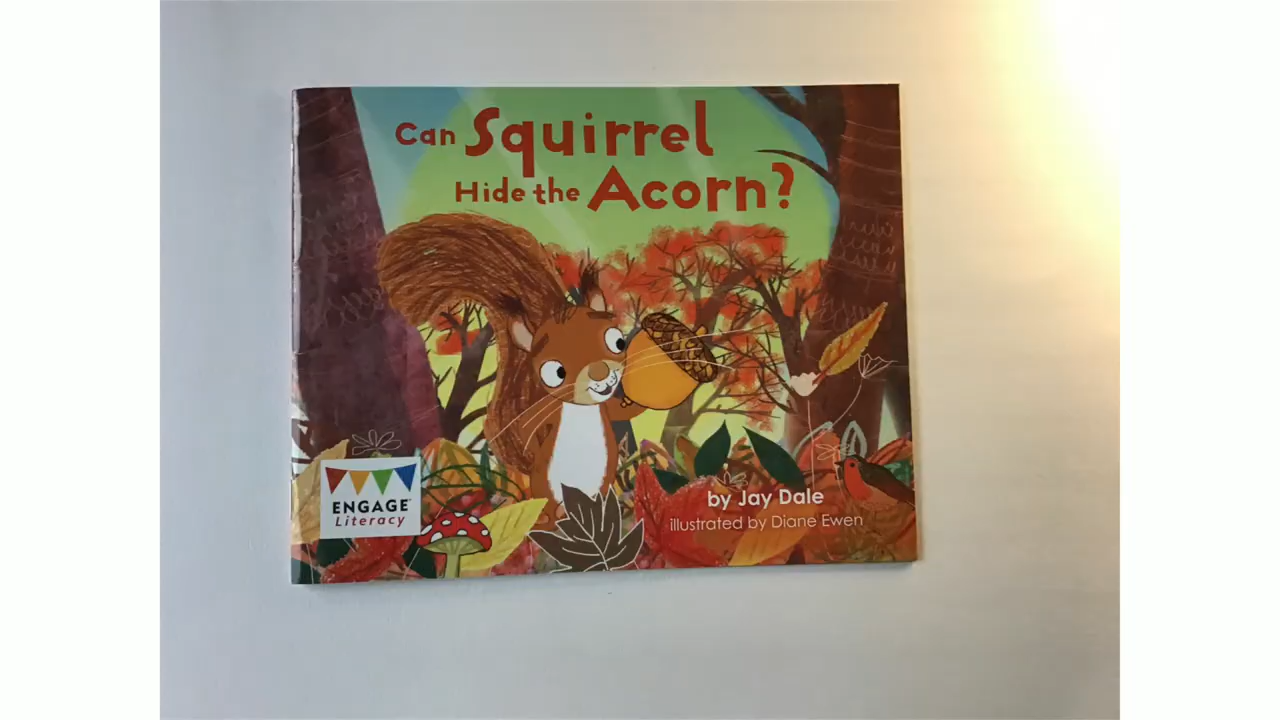 Can Squirrel
Hide the Acorn?
ENGAGE
Literacy
by Jay Dale
illustrated by Diane Ewen